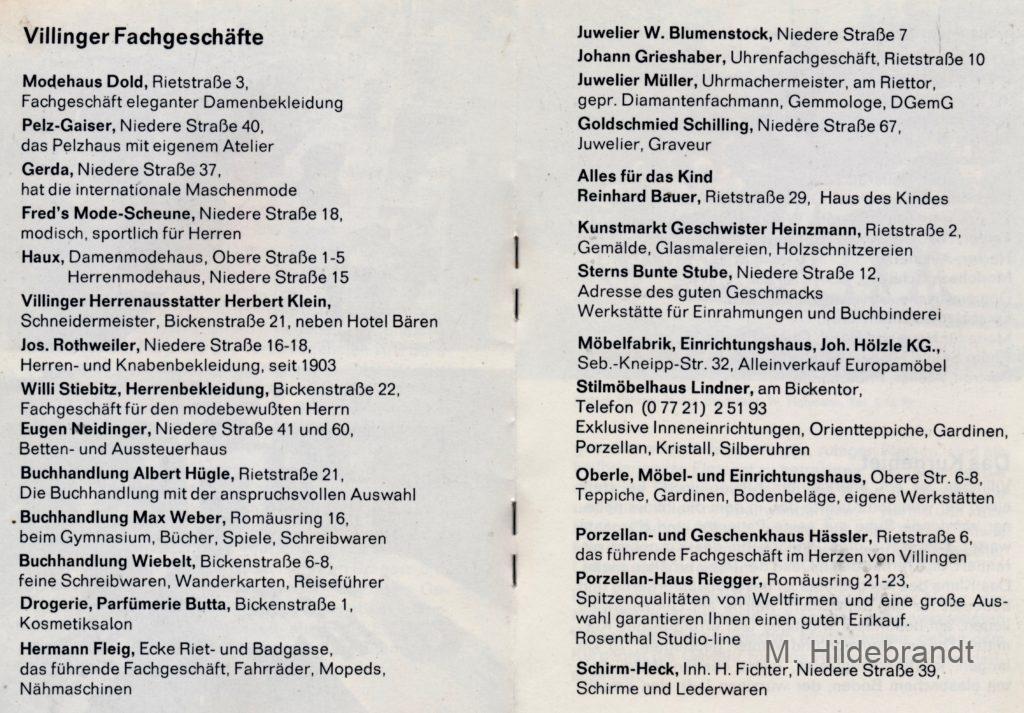 Villinger Fachgeschäfte
Modehaus Dold, Rietstraße 3,
Fachgeschäft eleganter Damenbekleidung
Pelz-Gaiser, Niedere Straße 40,
das Pelzhaus mit eigenem Atelier
Gerda, Niedere Straße 37,
hat die internationale Maschenmode
Fred's Mode-Scheune, Niedere Straße 18,
modisch, sportlich für Herren
Haux, Damenmodehaus, Obere Straße 1-5
Herrenmodehaus, Niedere Straße 15
Villinger Herrenausstatter Herbert Klein,
Schneidermeister, Bickenstraße 21, neben Hotel Bären
Jos. Rothweiler, Niedere Straße 16-18,
Herren- und Knabenbekleidung, seit 1903
Willi Stiebitz, Herrenbekleidung, Bickenstraße 22,
Fachgeschäft für den modebewußten Herrn
Eugen Neidinger, Niedere Straße 41 und 60,
Betten- und Aussteuerhaus
Buchhandlung Albert Hügle, Rietstraße 21,
Die Buchhandlung mit der anspruchsvollen Auswahl
Buchhandlung Max Weber, Romäusring 16,
beim Gymnasium, Bücher, Spiele, Schreibwaren
Buchhandlung Wiebelt, Bickenstraße 6-8,
feine Schreibwaren, Wanderkarten, Reiseführer
Drogerie, Parfümerie Butta, Bickenstraße 1,
Kosmetiksalon
Hermann Fleig, Ecke Riet- und Badgasse,
das führende Fachgeschäft, Fahrräder, Mopeds,
Nähmaschinen
Juwelier W. Blumenstock, Niedere Straße 7
Johann Grieshaber, Uhrenfachgeschäft, Rietstraße 10
Juwelier Müller, Uhrmachermeister, am Riettor,
gepr. Diamantenfachmann, Gemmologe, DGemG
Goldschmied Schilling, Niedere Straße 67,
Juwelier, Graveur
Alles für das Kind
Reinhard Bauer, Rietstraße 29, Haus des Kindes
Kunstmarkt Geschwister Heinzmann, Rietstraße 2,
Gemälde, Glasmalereien, Holzschnitzereien
Sterns Bunte Stube, Niedere Straße 12,
Adresse des guten Geschmacks
Werkstätte für Einrahmungen und Buchbinderei
Möbelfabrik, Einrichtungshaus, Joh. Hölzle KG.,
Seb.-Kneipp-Str. 32, Alleinverkauf Europamöbel
Stilmöbelhaus Lindner, am Bickentor,
Telefon (0 77 21) 2 51 93
Exklusive Inneneinrichtungen, Orientteppiche, Gardinen,
Porzellan, Kristall, Silberuhren
Oberle, Möbel- und Einrichtungshaus, Obere Str. 6-8,
Teppiche, Gardinen, Bodenbeläge, eigene Werkstätten
Porzellan- und Geschenkhaus Hässler, Rietstraße 6,
das führende Fachgeschäft im Herzen von Villingen
Porzellan-Haus Riegger, Romäusring 21-23,
Spitzenqualitäten von Weltfirmen und eine große Aus-
wahl garantieren Ihnen einen guten Einkauf.
Rosenthal Studio-line
M. Hildebrandt
Schirm-Heck, Inh. H. Fichter, Niedere Straße 39,
Schirme und Lederwaren